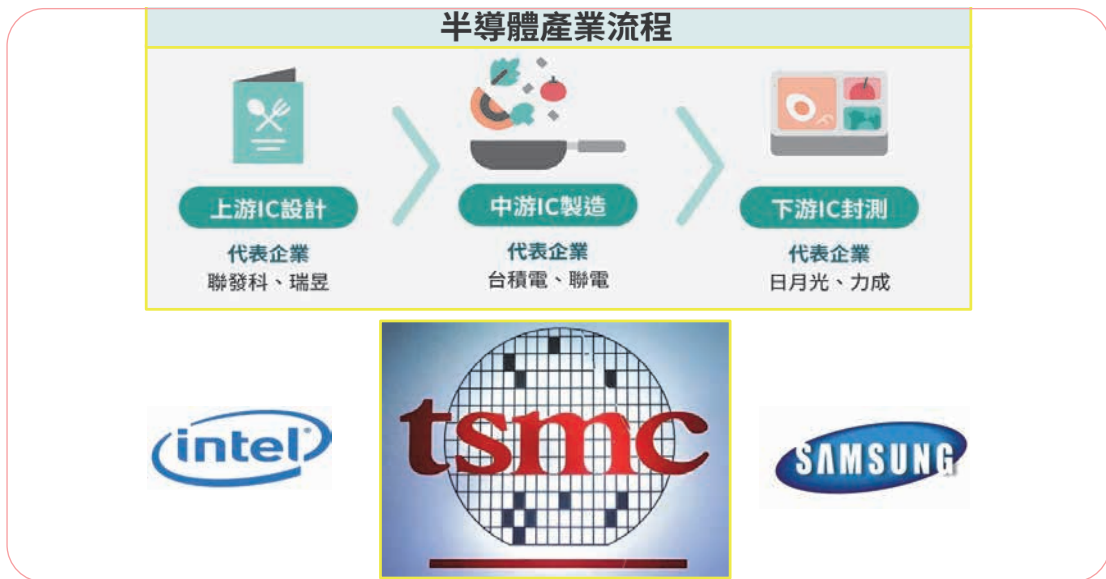 半導體產業流程
上游IC設計
代表企業
聯發科、瑞昱
中游IC製造
代表企業
台積電、聯電
下游IC封測
代表企業
日月光、力成
intel
tsmc
SAMSUNG